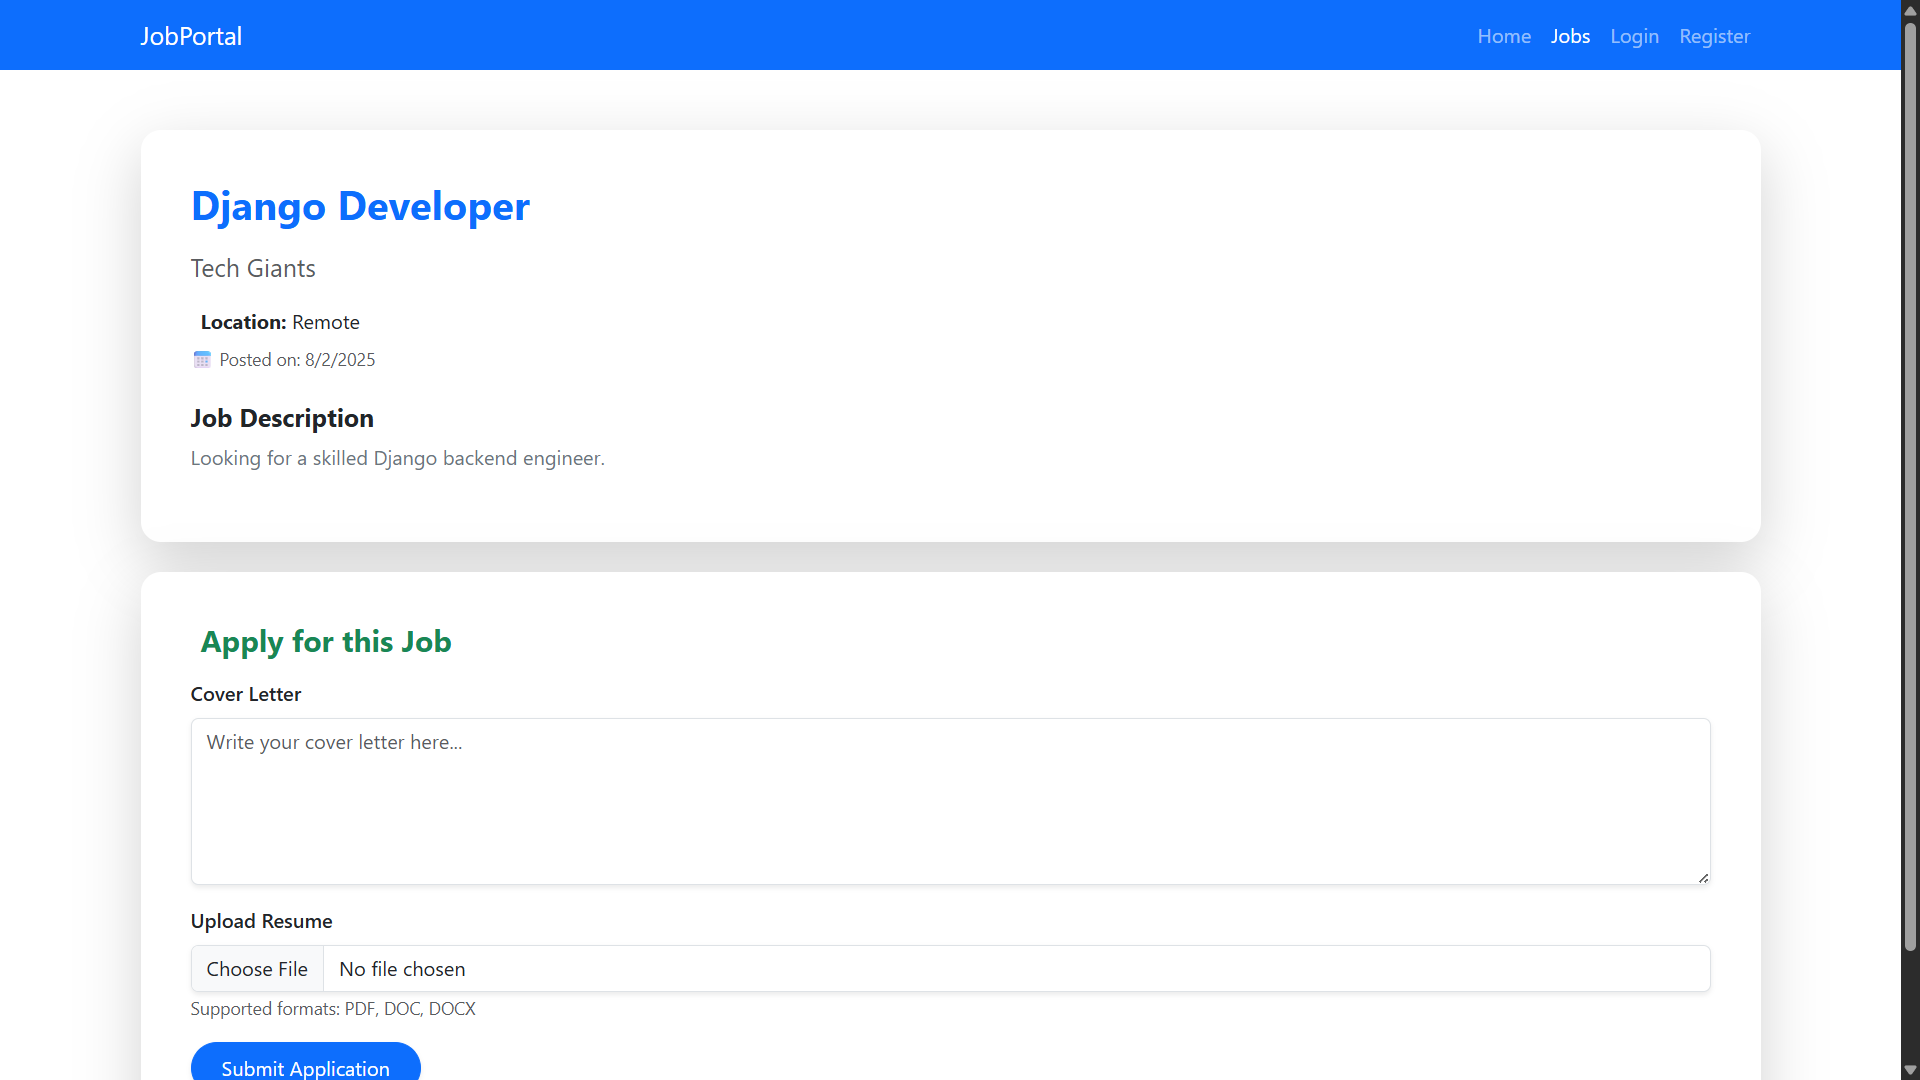 JobPortal
Home Jobs Login Register
Django Developer
Tech Giants
Location: Remote
Posted on: 8/2/2025
Job Description
Looking for a skilled Django backend engineer.
Apply for this Job
Cover Letter
Write your cover letter here...
Upload Resume
Choose File No file chosen
Supported formats: PDF, DOC, DOCX
Submit Application